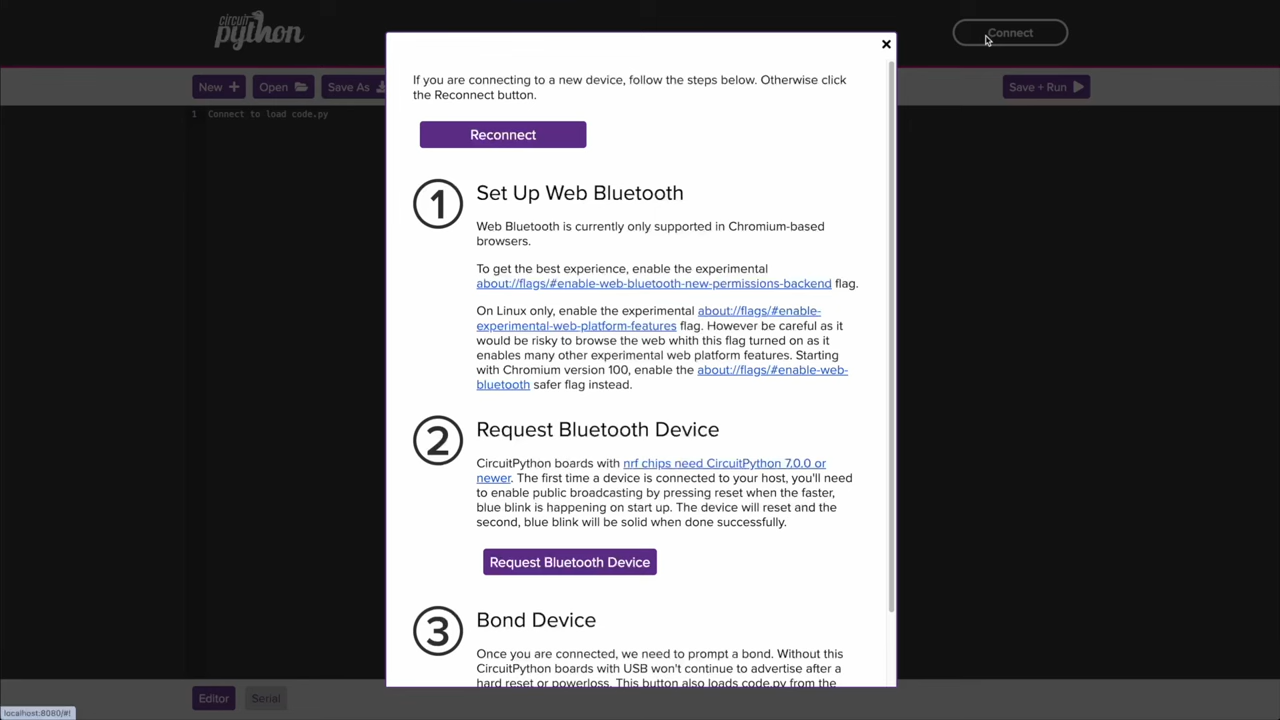 circuit
python
Connect
New
Open
Save As
Save + Run
1 Connect to load code.py
If you are connecting to a new device, follow the steps below. Otherwise click
the Reconnect button.
Reconnect
1
Set Up Web Bluetooth
Web Bluetooth is currently only supported in Chromium-based
browsers.
To get the best experience, enable the experimental
about://flags/#enable-web-bluetooth-new-permissions-backend flag.
On Linux only, enable the experimental about://flags/#enable-
experimental-web-platform-features flag. However be careful as it
would be risky to browse the web whith this flag turned on as it
enables many other experimental web platform features. Starting
with Chromium version 100, enable the about://flags/#enable-web-
bluetooth safer flag instead.
2
Request Bluetooth Device
CircuitPython boards with nrf chips need CircuitPython 7.0.0 or
newer. The first time a device is connected to your host, you'll need
to enable public broadcasting by pressing reset when the faster,
blue blink is happening on start up. The device will reset and the
second, blue blink will be solid when done successfully.
Request Bluetooth Device
3
Bond Device
Once you are connected, we need to prompt a bond. Without this
CircuitPython boards with USB won't continue to advertise after a
hard reset or powerloss. This button also loads code.py from the
Editor
Serial
localhost:8080/#!